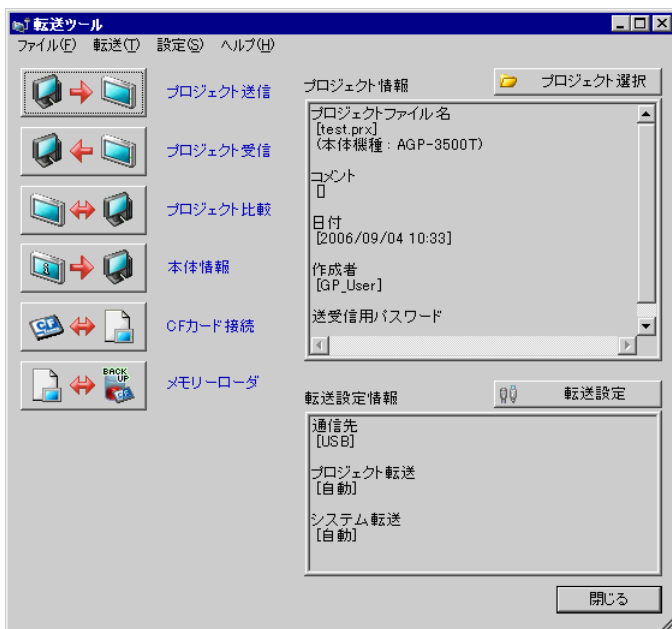 転送ツール
ファイル(F) 転送(T) 設定(S) ヘルプ(H)
プロジェクト送信
プロジェクト受信
プロジェクト比較
本体情報
CFカード接続
メモリーローダ
CF
BACK
UP
CF
プロジェクト情報
プロジェクト選択
プロジェクトファイル名
[test.prx]
(本体機種:AGP-3500T)
コメント
[]
日付
[2006/09/04 10:33]
作成者
[GP_User]
送受信用パスワード
転送設定情報
転送設定
通信先
[USB]
プロジェクト転送
[自動]
システム転送
[自動]
閉じる